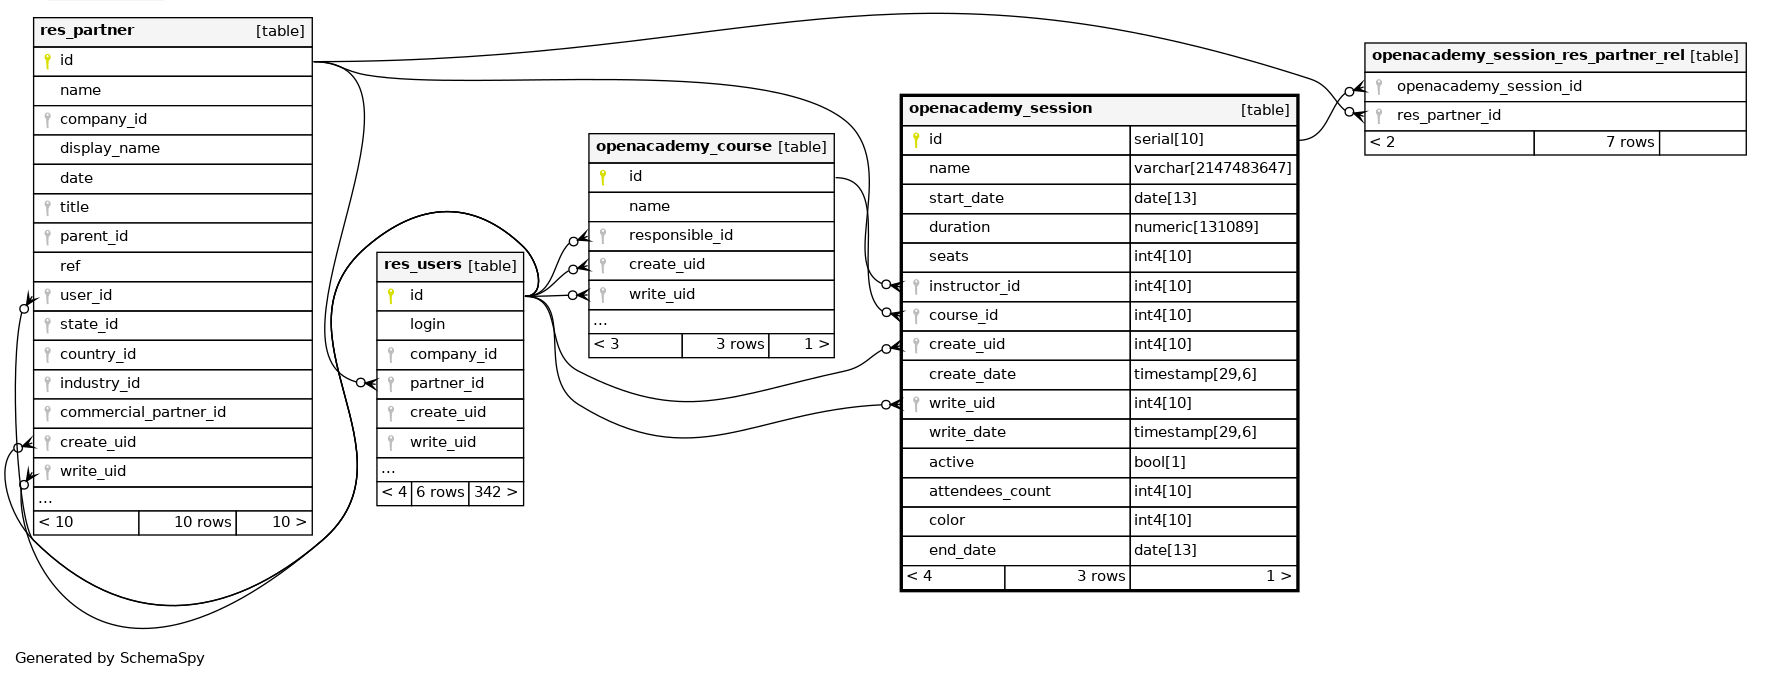 res_partner [table]
id
name
company_id
display_name
date
title
parent_id
ref
user_id
state_id
country_id
industry_id
commercial_partner_id
create_uid
write_uid
...
< 10 10 rows 10 >
res_users [table]
id
login
company_id
partner_id
create_uid
write_uid
...
< 4 6 rows 342 >
openacademy_course [table]
id
name
responsible_id
create_uid
write_uid
...
< 3 3 rows 1 >
openacademy_session [table]
id serial[10]
name varchar[2147483647]
start_date date[13]
duration numeric[131089]
seats int4[10]
instructor_id int4[10]
course_id int4[10]
create_uid int4[10]
create_date timestamp[29,6]
write_uid int4[10]
write_date timestamp[29,6]
active bool[1]
attendees_count int4[10]
color int4[10]
end_date date[13]
< 4 3 rows 1 >
openacademy_session_res_partner_rel [table]
openacademy_session_id
res_partner_id
< 2 7 rows
Generated by SchemaSpy